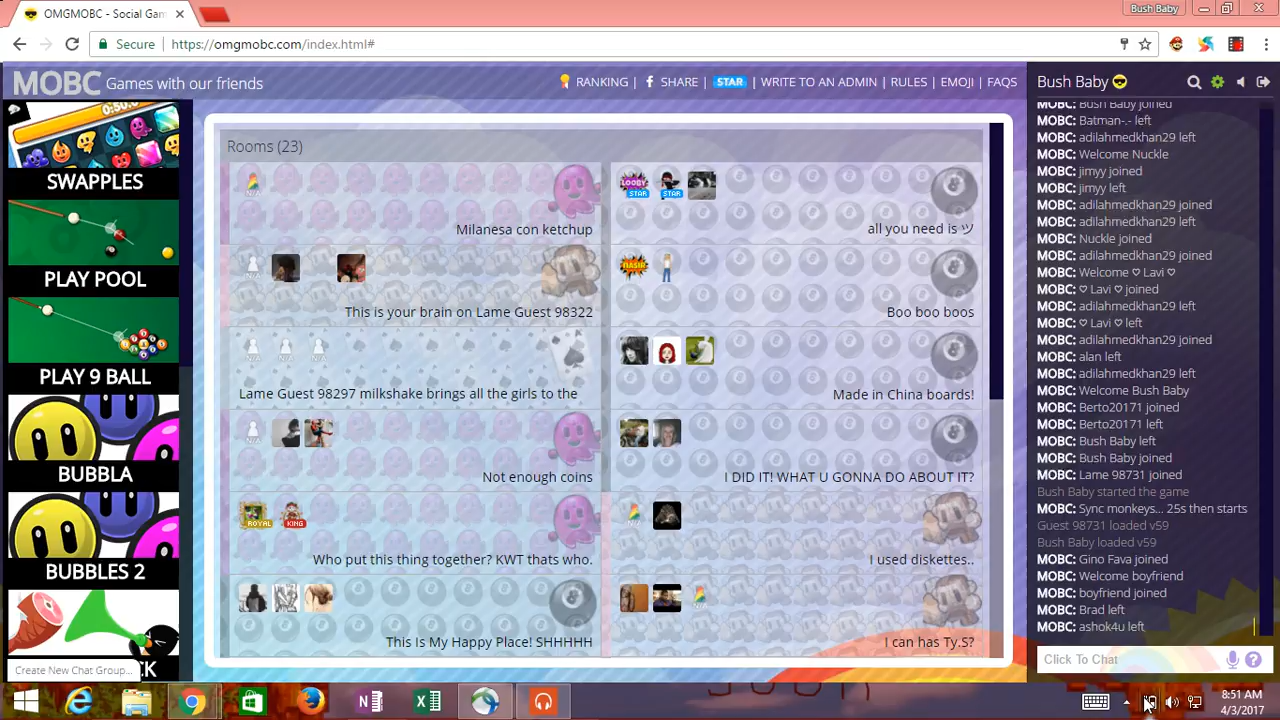 OMGMOBC - Social Gam
Bush Baby
Secure https://omgmobc.com/index.html#
MOBC Games with our friends
RANKING | SHARE | STAR | WRITE TO AN ADMIN | RULES | EMOJI | FAQS
Bush Baby
0:50.0
SWAPPLES
PLAY POOL
PLAY 9 BALL
BUBBLA
BUBBLES 2
CK
Create New Chat Group...
Rooms (23)
N/A
Milanesa con ketchup
LOOBY STAR STAR
all you need is ツ
N/A
This is your brain on Lame Guest 98322
NASIR
Boo boo boos
N/A N/A N/A
Lame Guest 98297 milkshake brings all the girls to the
Made in China boards!
N/A
Not enough coins
I DID IT! WHAT U GONNA DO ABOUT IT?
ROYAL KING
Who put this thing together? KWT thats who.
N/A
I used diskettes..
This Is My Happy Place! SHHHHH
N/A
I can has Ty.S?
MOBC: Bush Baby joined
MOBC: Batman-.- left
MOBC: adilahmedkhan29 left
MOBC: Welcome Nuckle
MOBC: jimyy joined
MOBC: jimyy left
MOBC: adilahmedkhan29 joined
MOBC: adilahmedkhan29 left
MOBC: Nuckle joined
MOBC: adilahmedkhan29 joined
MOBC: Welcome ♡ Lavi ♡
MOBC: ♡ Lavi ♡ joined
MOBC: adilahmedkhan29 left
MOBC: ♡ Lavi ♡ left
MOBC: adilahmedkhan29 joined
MOBC: alan left
MOBC: adilahmedkhan29 left
MOBC: Welcome Bush Baby
MOBC: Berto20171 joined
MOBC: Berto20171 left
MOBC: Bush Baby left
MOBC: Bush Baby joined
MOBC: Lame 98731 joined
Bush Baby started the game
MOBC: Sync monkeys... 25s then starts
Guest 98731 loaded v59
Bush Baby loaded v59
MOBC: Gino Fava joined
MOBC: Welcome boyfriend
MOBC: boyfriend joined
MOBC: Brad left
MOBC: ashok4u left
Click To Chat
8:51 AM
4/3/2017